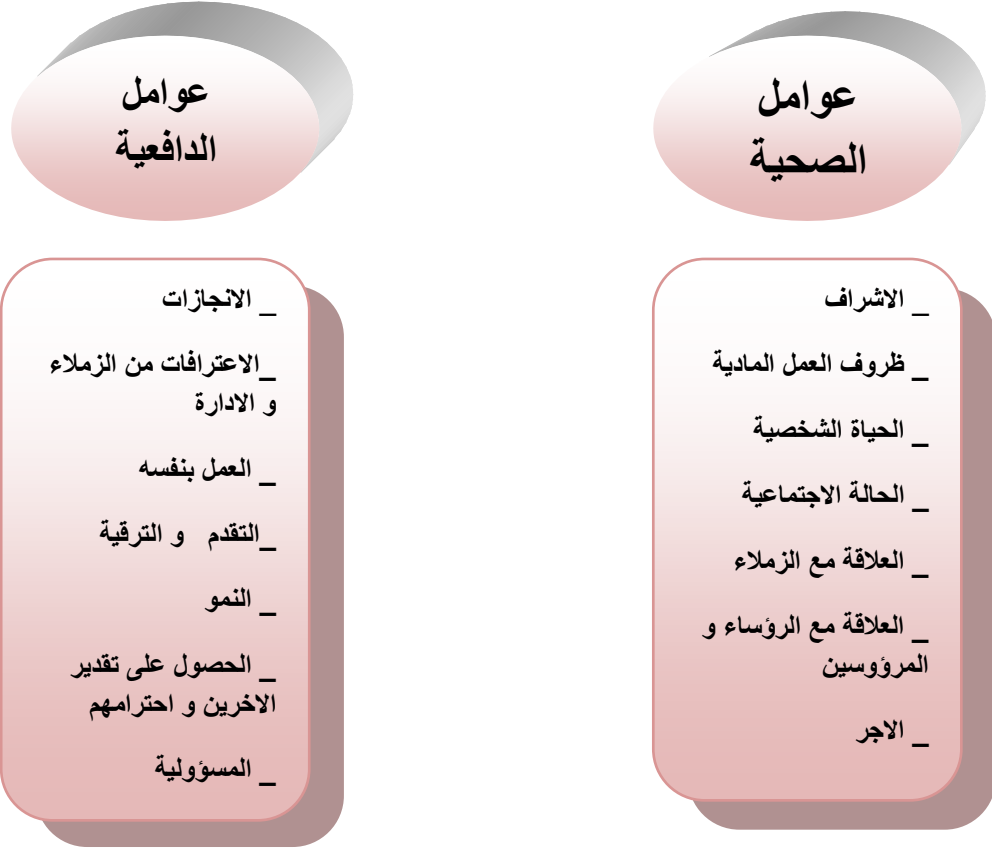 عوامل
الصحية
_ الاشراف
_ ظروف العمل المادية
_ الحياة الشخصية
_ الحالة الاجتماعية
_ العلاقة مع الزملاء
_ العلاقة مع الرؤساء و
المرؤوسين
_ الاجر
عوامل
الدافعية
_ الانجازات
_الاعترافات من الزملاء
و الادارة
_ العمل بنفسه
_التقدم و الترقية
_ النمو
_ الحصول على تقدير
الاخرين و احترامهم
_ المسؤولية